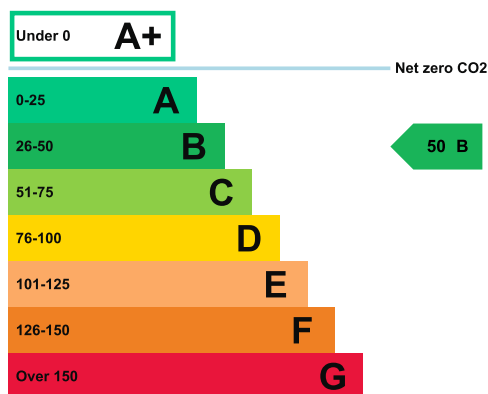 Under 0 A+
Net zero CO2
0-25 A
26-50 B
50 B
51-75 C
76-100 D
101-125 E
126-150 F
Over 150 G